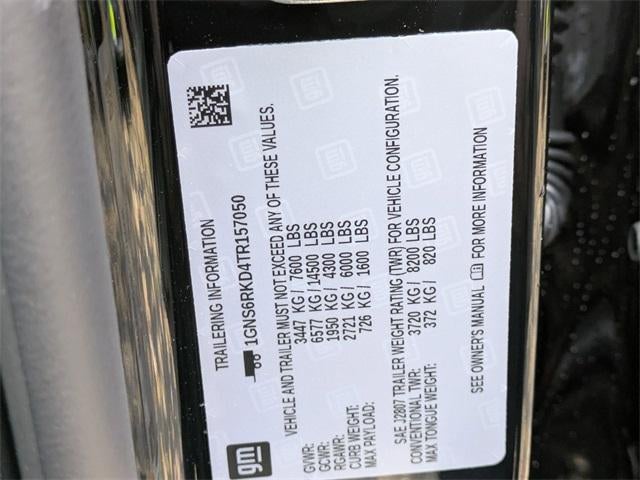 gm
TRAILERING INFORMATION
1GNS6RKD4TR157050
VEHICLE AND TRAILER MUST NOT EXCEED ANY OF THESE VALUES.
GVWR: 3447 KG / 7600 LBS
GCWR: 6577 KG / 14500 LBS
RGAWR: 1950 KG / 4300 LBS
CURB WEIGHT: 2721 KG / 6000 LBS
MAX PAYLOAD: 726 KG / 1600 LBS
SAE J2807 TRAILER WEIGHT RATING (TWR) FOR VEHICLE CONFIGURATION.
CONVENTIONAL TWR: 3720 KG / 8200 LBS
MAX TONGUE WEIGHT: 372 KG / 820 LBS
SEE OWNER'S MANUAL FOR MORE INFORMATION